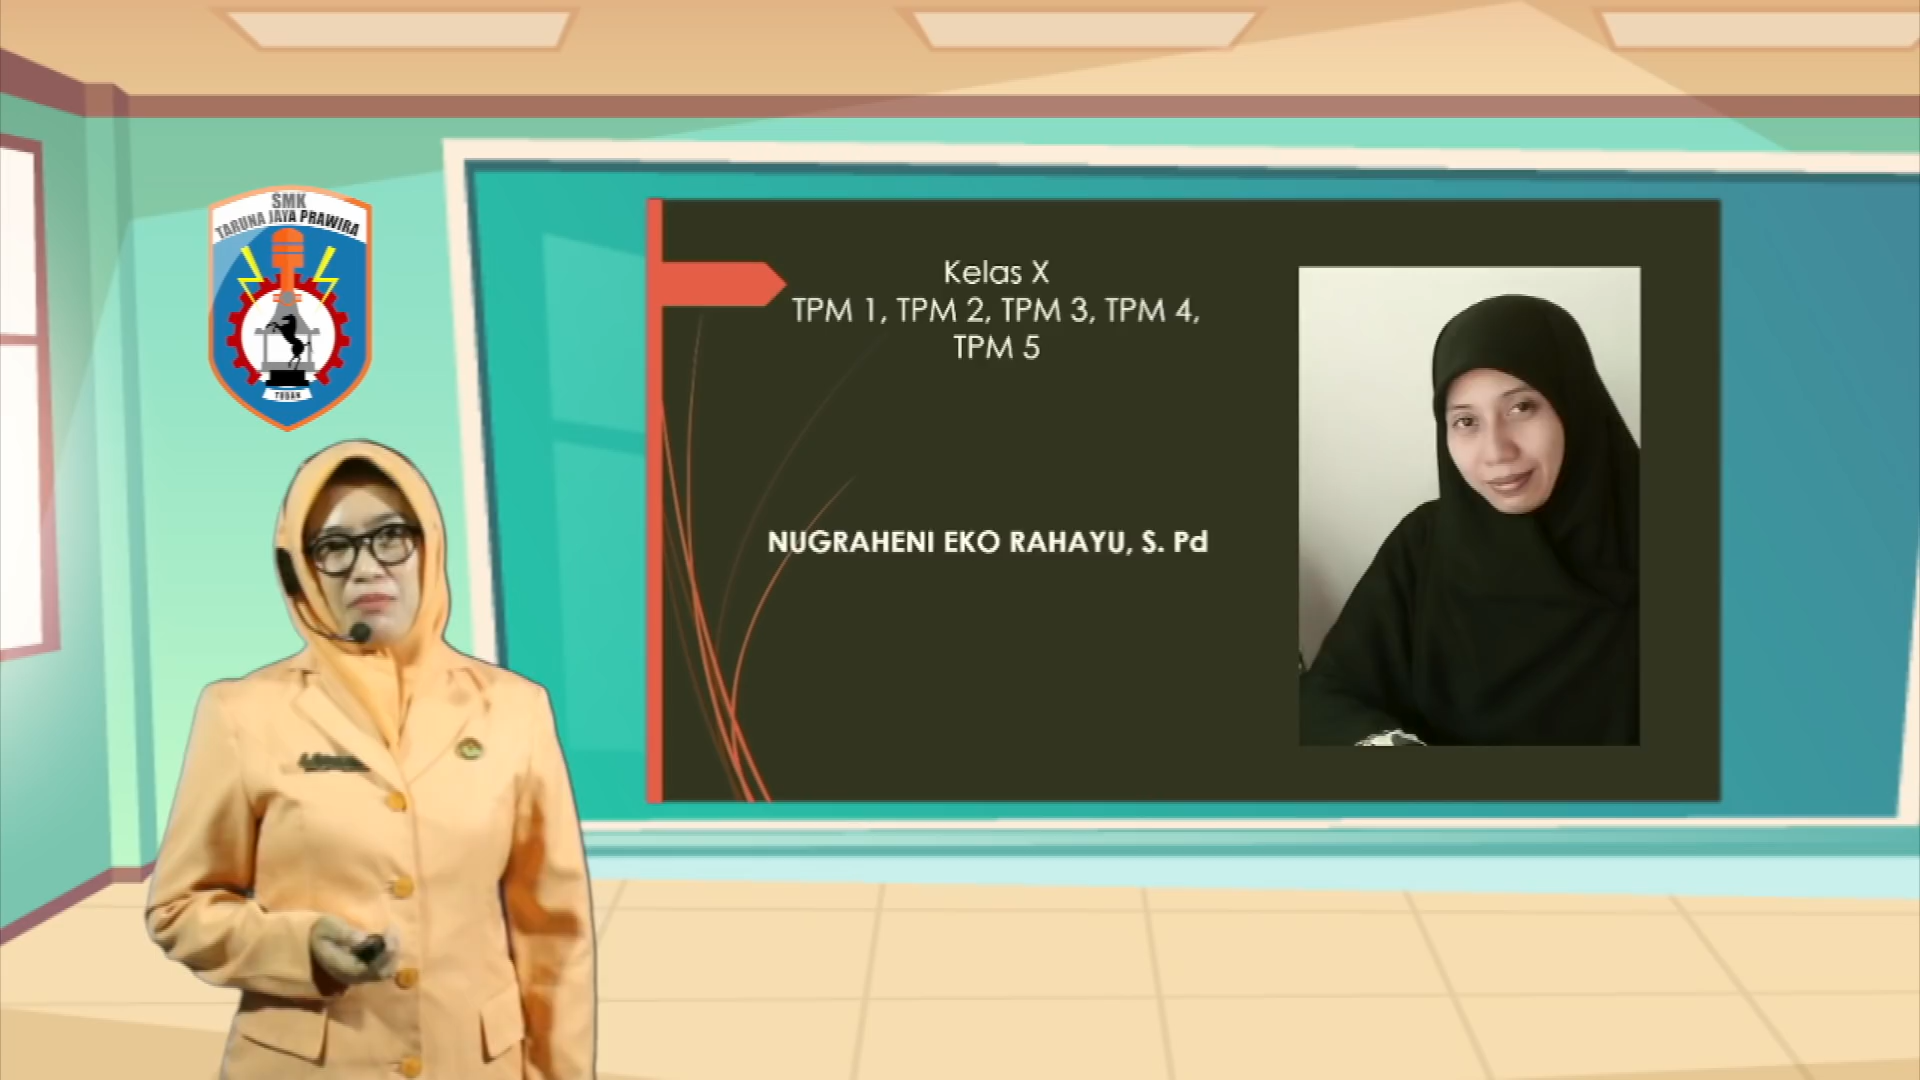 SMK
TARUNA JAYA PRAWIRA
TUBAN
Kelas X
TPM 1, TPM 2, TPM 3, TPM 4,
TPM 5
NUGRAHENI EKO RAHAYU, S. Pd